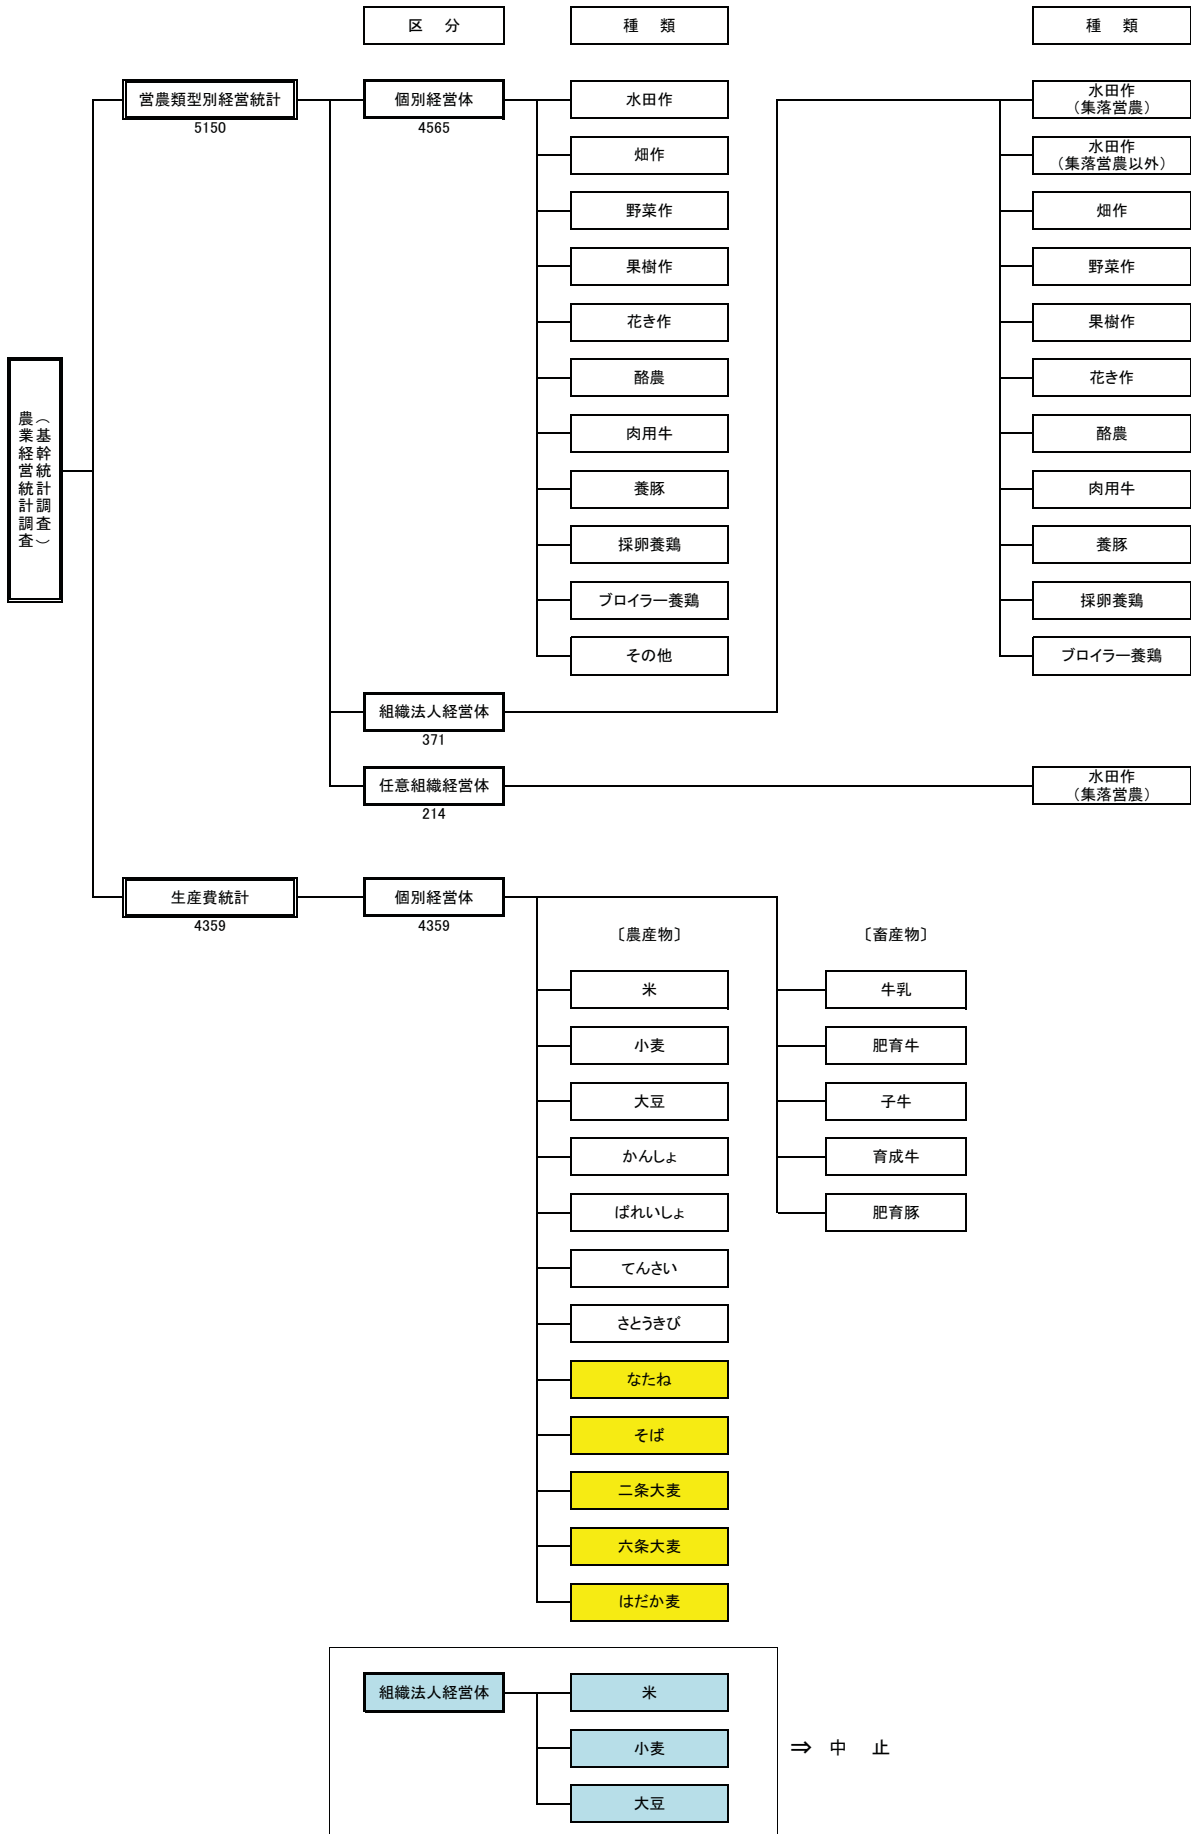 区 分
種 類
種 類
農業経営統計調査
（基幹統計調査）
営農類型別経営統計
5150
個別経営体
4565
水田作
畑作
野菜作
果樹作
花き作
酪農
肉用牛
養豚
採卵養鶏
ブロイラー養鶏
その他
水田作
（集落営農）
水田作
（集落営農以外）
畑作
野菜作
果樹作
花き作
酪農
肉用牛
養豚
採卵養鶏
ブロイラー養鶏
組織法人経営体
371
任意組織経営体
214
水田作
（集落営農）
生産費統計
4359
個別経営体
4359
〔農産物〕
米
小麦
大豆
かんしょ
ばれいしょ
てんさい
さとうきび
なたね
そば
二条大麦
六条大麦
はだか麦
〔畜産物〕
牛乳
肥育牛
子牛
育成牛
肥育豚
組織法人経営体
米
小麦
大豆
⇒ 中 止